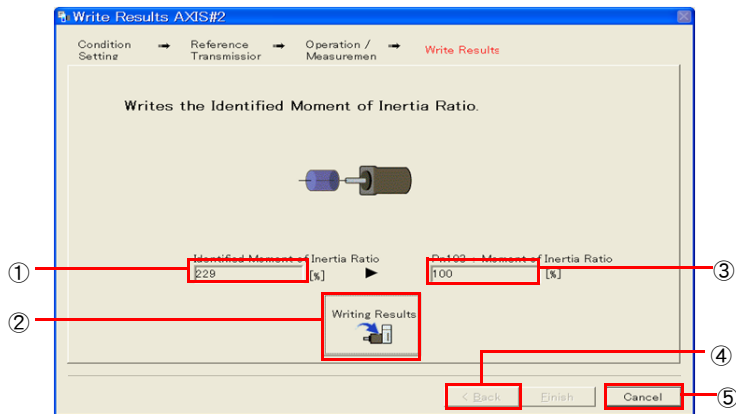 Write Results AXIS#2
Condition
Setting
Reference
Transmissior
Operation /
Measuremen
Write Results
Writes the Identified Moment of Inertia Ratio.
Identified Moment of Inertia Ratio
229
[%]
Pn103 : Moment of Inertia Ratio
100
[%]
Writing Results
< Back
Finish
Cancel
①
②
③
④
⑤